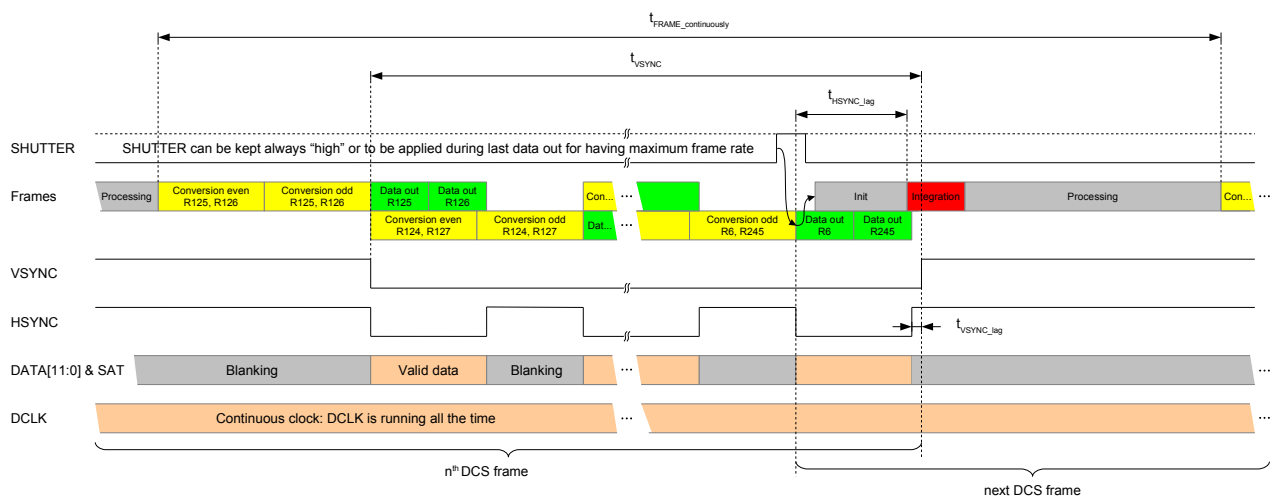 tFRAME_continuously
tVSYNC
tHSYNC_lag
SHUTTER
SHUTTER can be kept always “high” or to be applied during last data out for having maximum frame rate
Frames
Processing
Conversion even
R125, R126
Conversion odd
R125, R126
Data out
R125
Data out
R126
Con...
...
Init
Integration
Processing
Con...
...
Conversion even
R124, R127
Conversion odd
R124, R127
Dat...
...
Conversion odd
R6, R245
Data out
R6
Data out
R245
VSYNC
HSYNC
tVSYNC_lag
DATA[11:0] & SAT
Blanking
Valid data
Blanking
...
...
DCLK
Continuous clock: DCLK is running all the time
...
...
nth DCS frame
next DCS frame